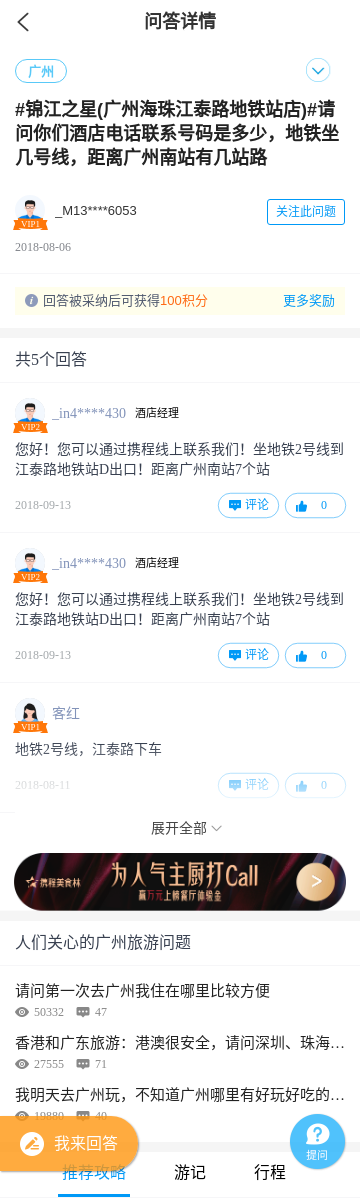 问答详情
广州
#锦江之星(广州海珠江泰路地铁站店)#请
问你们酒店电话联系号码是多少，地铁坐
几号线，距离广州南站有几站路
_M13****6053
VIP1
关注此问题
2018-08-06
回答被采纳后可获得100积分
更多奖励
共5个回答
_in4****430 酒店经理
VIP2
您好！您可以通过携程线上联系我们！坐地铁2号线到
江泰路地铁站D出口！距离广州南站7个站
2018-09-13
评论
0
_in4****430 酒店经理
VIP2
您好！您可以通过携程线上联系我们！坐地铁2号线到
江泰路地铁站D出口！距离广州南站7个站
2018-09-13
评论
0
客红
VIP1
地铁2号线，江泰路下车
2018-08-11
评论
0
展开全部
携程美食林
为人气主厨打Call
赢万元上榜餐厅体验金
人们关心的广州旅游问题
请问第一次去广州我住在哪里比较方便
50332 47
香港和广东旅游：港澳很安全，请问深圳、珠海…
27555 71
我明天去广州玩，不知道广州哪里有好玩好吃的…
19880 49
我来回答
提问
推荐攻略
游记
行程